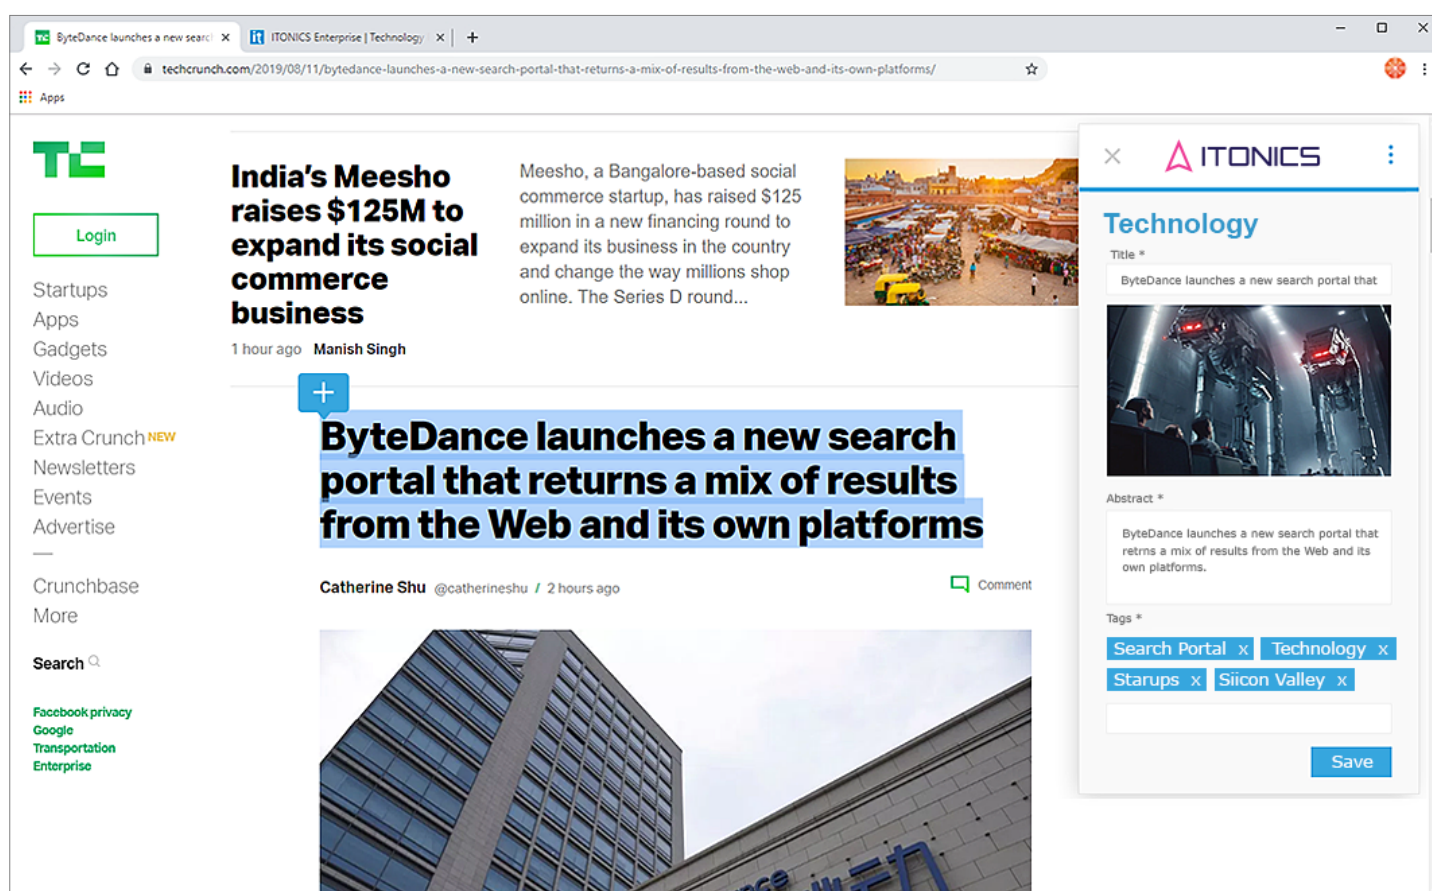 ByteDance launches a new searc
ITONICS Enterprise | Technology
techcrunch.com/2019/08/11/bytedance-launches-a-new-search-portal-that-returns-a-mix-of-results-from-the-web-and-its-own-platforms/
Apps
TC
Login
Startups
Apps
Gadgets
Videos
Audio
Extra Crunch NEW
Newsletters
Events
Advertise
Crunchbase
More
Search
Facebook privacy
Google
Transportation
Enterprise
India's Meesho
raises $125M to
expand its social
commerce
business
1 hour ago Manish Singh
Meesho, a Bangalore-based social
commerce startup, has raised $125
million in a new financing round to
expand its business in the country
and change the way millions shop
online. The Series D round...
ByteDance launches a new search
portal that returns a mix of results
from the Web and its own platforms
Catherine Shu @catherineshu / 2 hours ago
Comment
ITONICS
Technology
Title *
ByteDance launches a new search portal that
Abstract *
ByteDance launches a new search portal that
retrns a mix of results from the Web and its
own platforms.
Tags *
Search Portal x Technology x
Starups x Siicon Valley x
Save